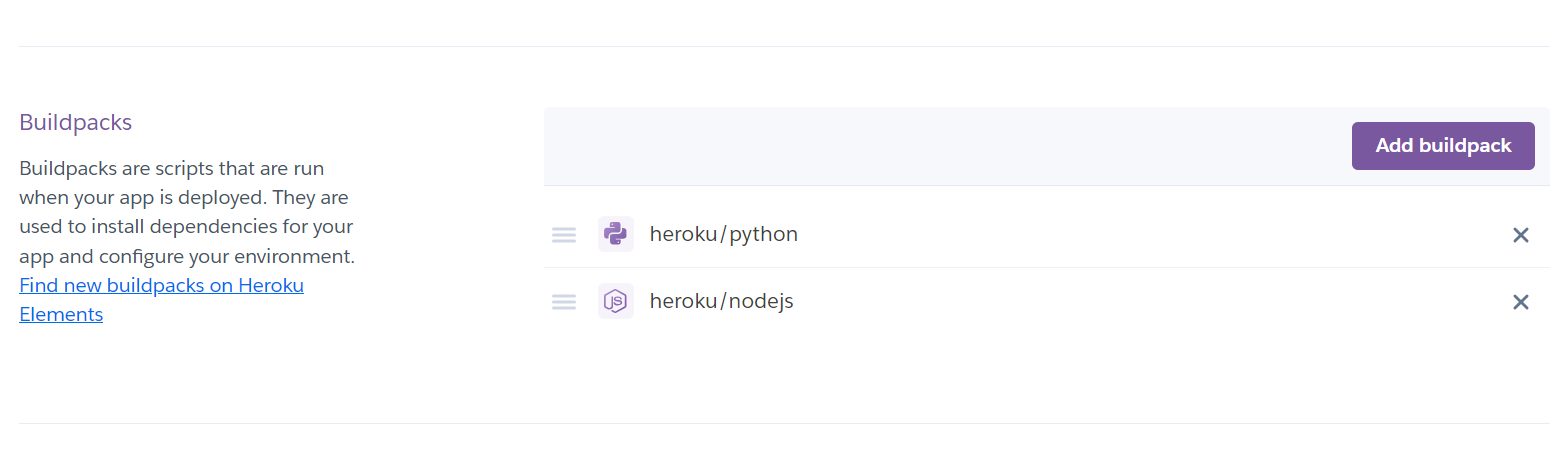 Buildpacks
Add buildpack
Buildpacks are scripts that are run
when your app is deployed. They are
used to install dependencies for your
app and configure your environment.
Find new buildpacks on Heroku
Elements
heroku/python
JS
heroku/nodejs